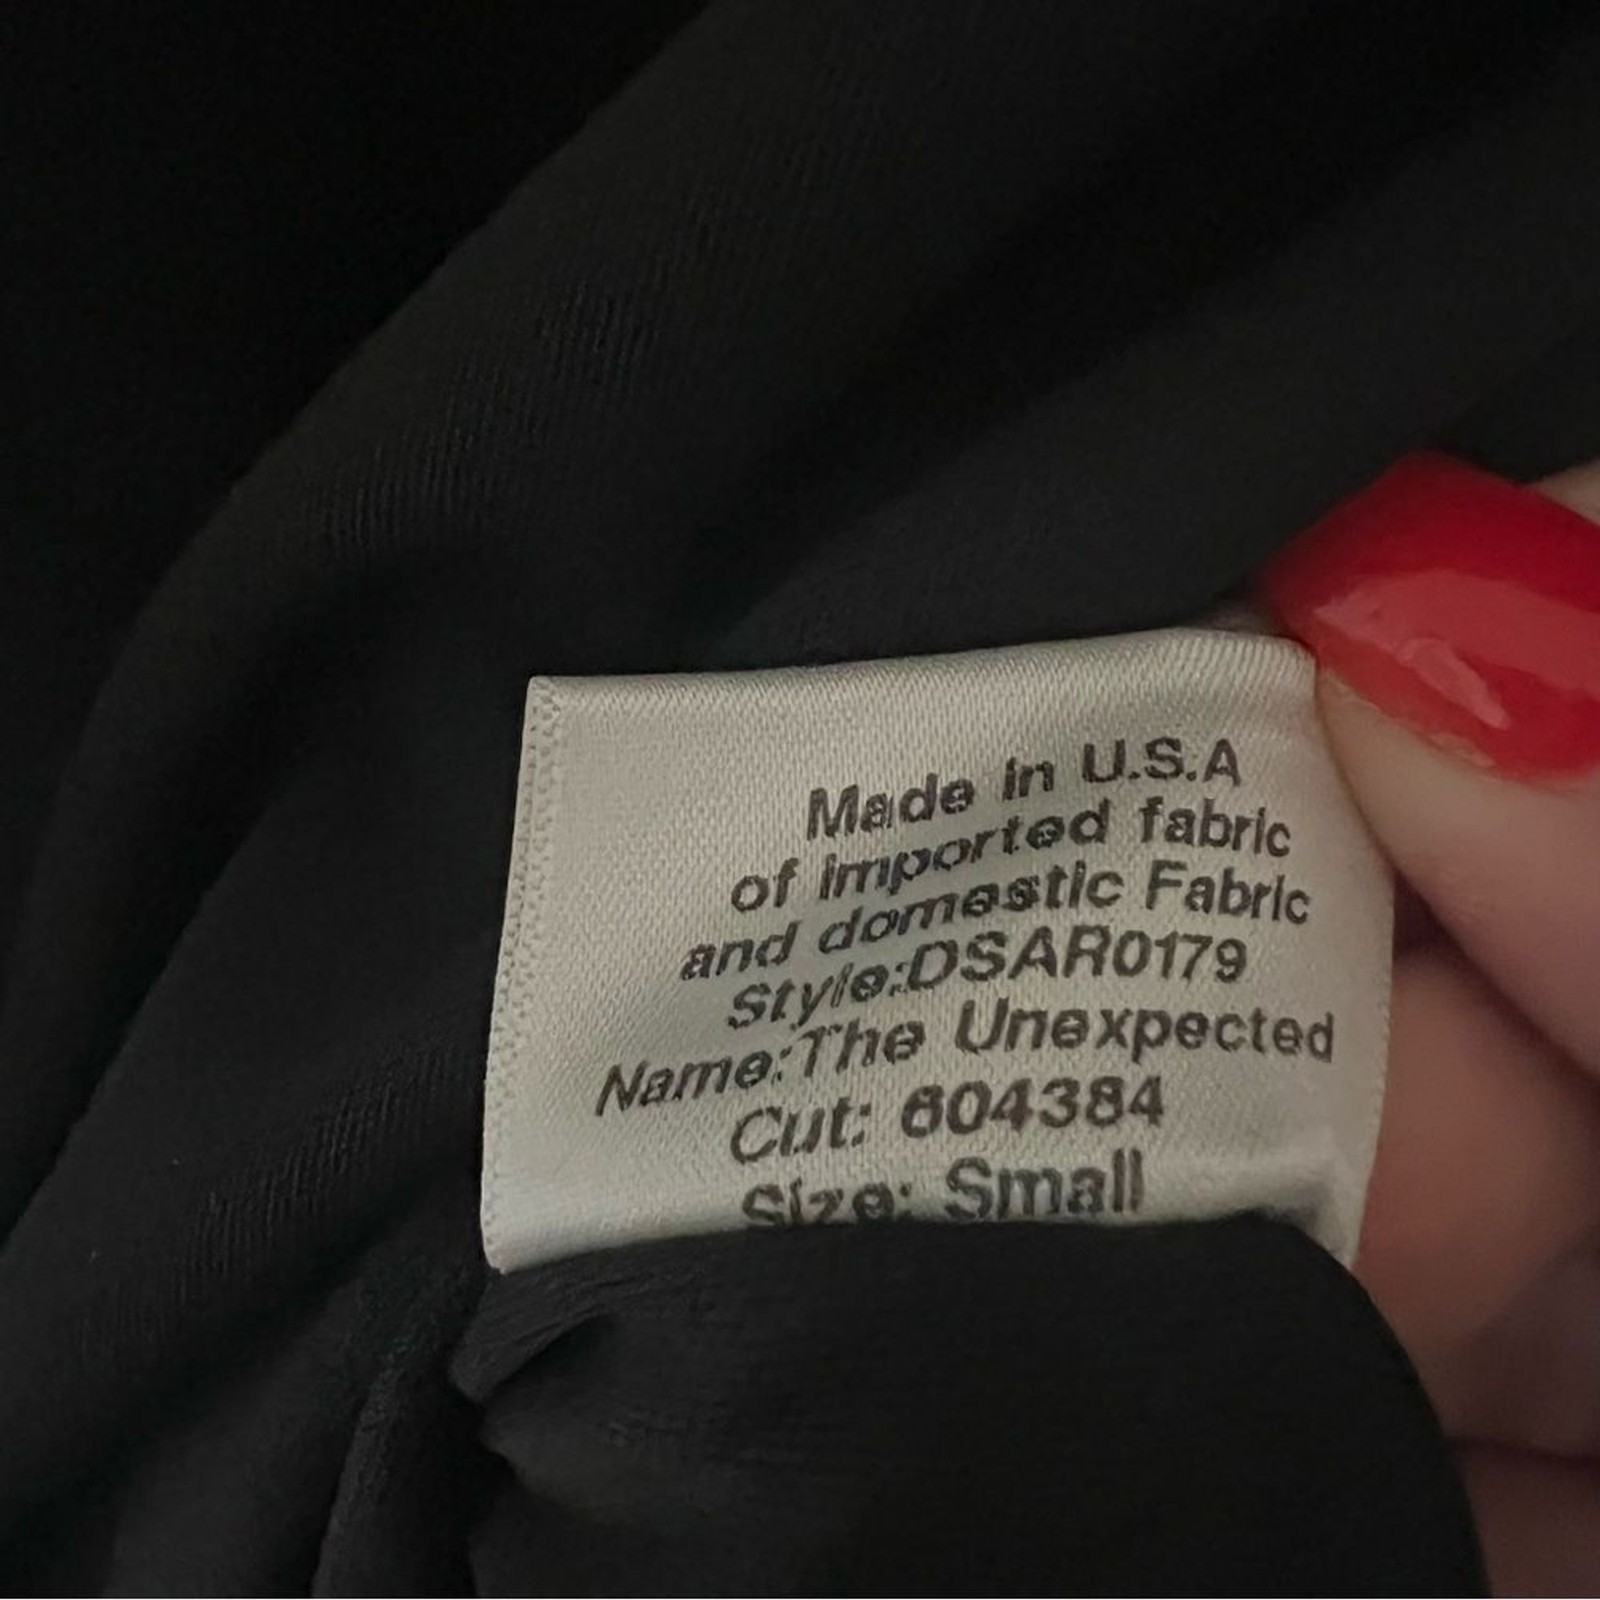 Made in U.S.A
of imported fabric
and domestic Fabric
Style:DSAR0179
Name:The Unexpected
Cut: 604384
Size: Small